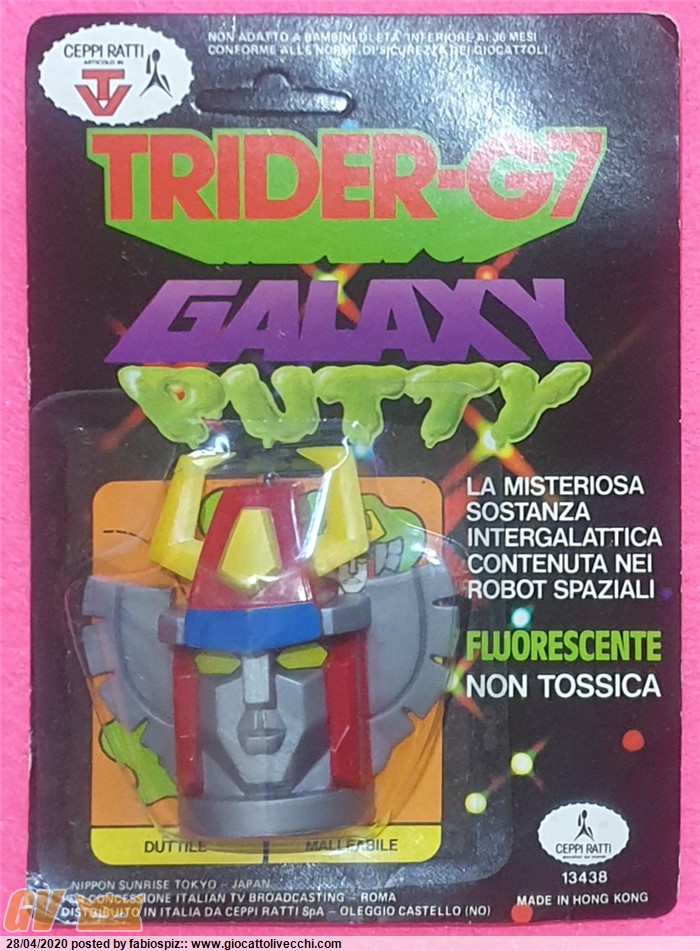 CEPPI RATTI
ARTICOLO IN
TV
NON ADATTO A BAMBINI DI ETA' INFERIORE AI 36 MESI
CONFORME ALLE NORME DI SICUREZZA DEI GIOCATTOLI
TRIDER-G7
GALAXY
PUTTY
LA MISTERIOSA
SOSTANZA
INTERGALATTICA
CONTENUTA NEI
ROBOT SPAZIALI
FLUORESCENTE
NON TOSSICA
DUTTILE
MALLEABILE
CEPPI RATTI
13438
MADE IN HONG KONG
NIPPON SUNRISE TOKYO - JAPAN
CONCESSIONE ITALIAN TV BROADCASTING - ROMA
DISTRIBUITO IN ITALIA DA CEPPI RATTI SpA - OLEGGIO CASTELLO (NO)
GV
28/04/2020 posted by fabiospiz:: www.giocattolivecchi.com